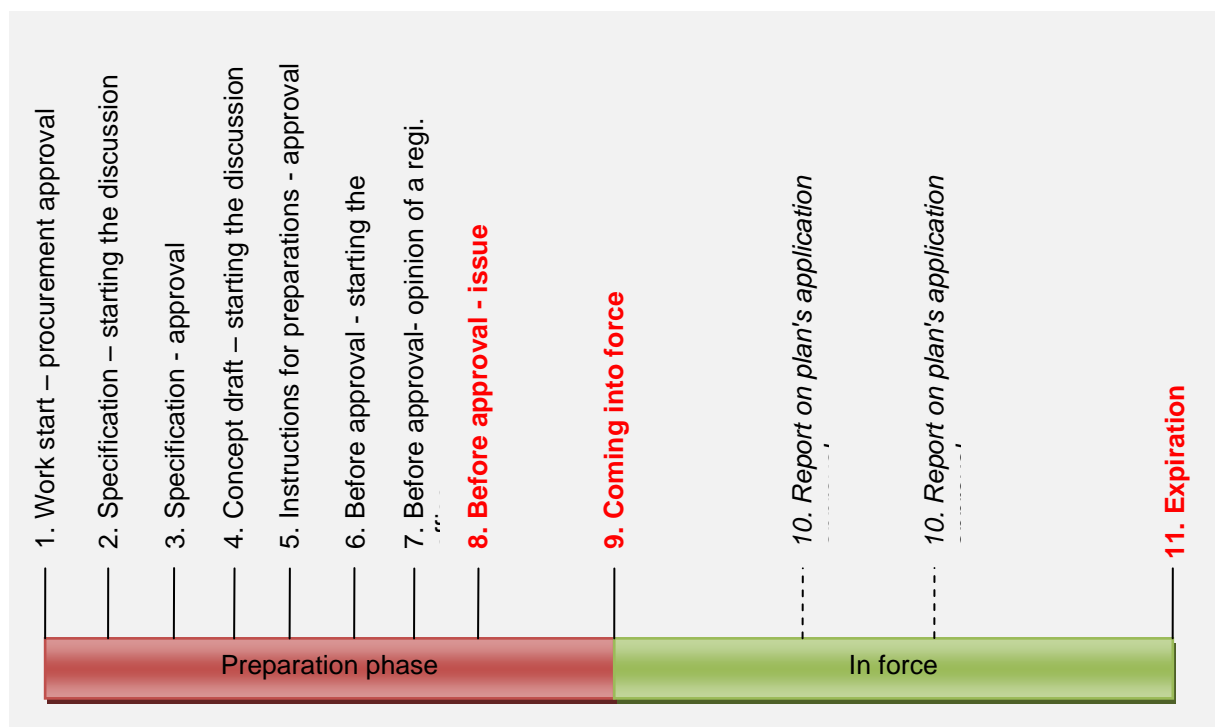 1. Work start – procurement approval
2. Specification – starting the discussion
3. Specification - approval
4. Concept draft – starting the discussion
5. Instructions for preparations - approval
6. Before approval - starting the
7. Before approval- opinion of a regi.
8. Before approval - issue
9. Coming into force
10. Report on plan's application
10. Report on plan's application
11. Expiration
Preparation phase
In force